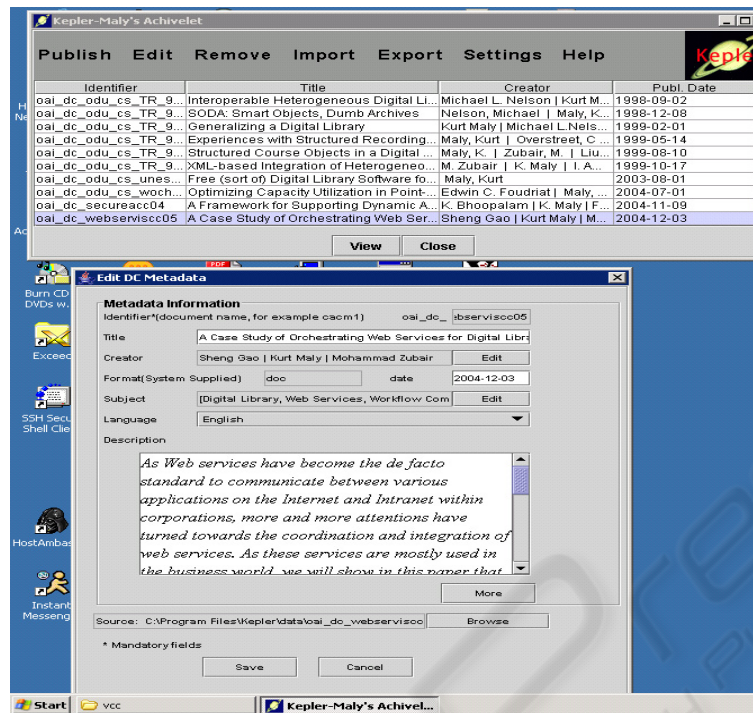 Kepler-Maly's Achivelet
Publish Edit Remove Import Export Settings Help
Keple
Identifier Title Creator Publ. Date
oai_dc_odu_cs_TR_9... Interoperable Heterogeneous Digital Li... Michael L. Nelson | Kurt M... 1998-09-02
oai_dc_odu_cs_TR_9... SODA: Smart Objects, Dumb Archives Nelson, Michael | Maly, K... 1998-12-08
oai_dc_odu_cs_TR_9... Generalizing a Digital Library Kurt Maly | Michael L.Nels... 1999-02-01
oai_dc_odu_cs_TR_9... Experiences with Structured Recording... Maly, Kurt | Overstreet, C ... 1999-05-14
oai_dc_odu_cs_TR_9... Structured Course Objects in a Digital ... Maly, K. | Zubair, M. | Liu... 1999-08-10
oai_dc_odu_cs_TR_9... XML-based Integration of Heterogeneo... M. Zubair | K. Maly | I. A... 1999-10-17
oai_dc_odu_cs_unes... Free (sort of) Digital Library Software fo... Maly, Kurt 2003-08-01
oai_dc_odu_cs_woch... Optimizing Capacity Utilization in Point-... Edwin C. Foudriat | Maly, ... 2004-07-01
oai_dc_secureacc04 A Framework for Supporting Dynamic A... K. Bhoopalam | K. Maly | F... 2004-11-09
oai_dc_webserviscc05 A Case Study of Orchestrating Web Ser... Sheng Gao | Kurt Maly | M... 2004-12-03
View Close
Burn CD
DVDs w.
Exceed
SSH Secu
Shell Clie
HostAmbas
Instant
Messeng
Edit DC Metadata
Metadata Information
Identifier*(document name, for example cacm1) oai_dc_ ebserviscc05
Title A Case Study of Orchestrating Web Services for Digital Libra
Creator Sheng Gao | Kurt Maly | Mohammad Zubair Edit
Format(System Supplied) doc date 2004-12-03
Subject [Digital Library, Web Services, Workflow Com Edit
Language English
Description
As Web services have become the de facto
standard to communicate between various
applications on the Internet and Intranet within
corporations, more and more attentions have
turned towards the coordination and integration of
web services. As these services are mostly used in
the business world, we will show in this paper that
More
Source: C:\Program Files\Kepler\data\oai_dc_webserviscc Browse
* Mandatory fields
Save Cancel
Start vcc Kepler-Maly's Achivel...